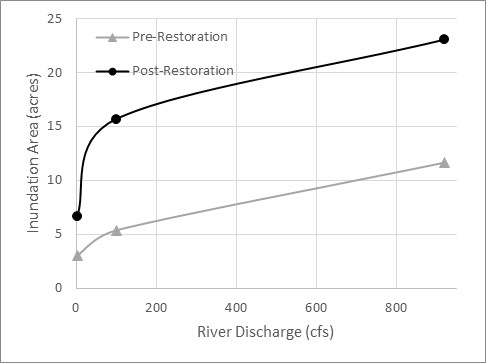 25
20
15
10
5
0
Inundation Area (acres)
Pre-Restoration
Post-Restoration
0 200 400 600 800
River Discharge (cfs)